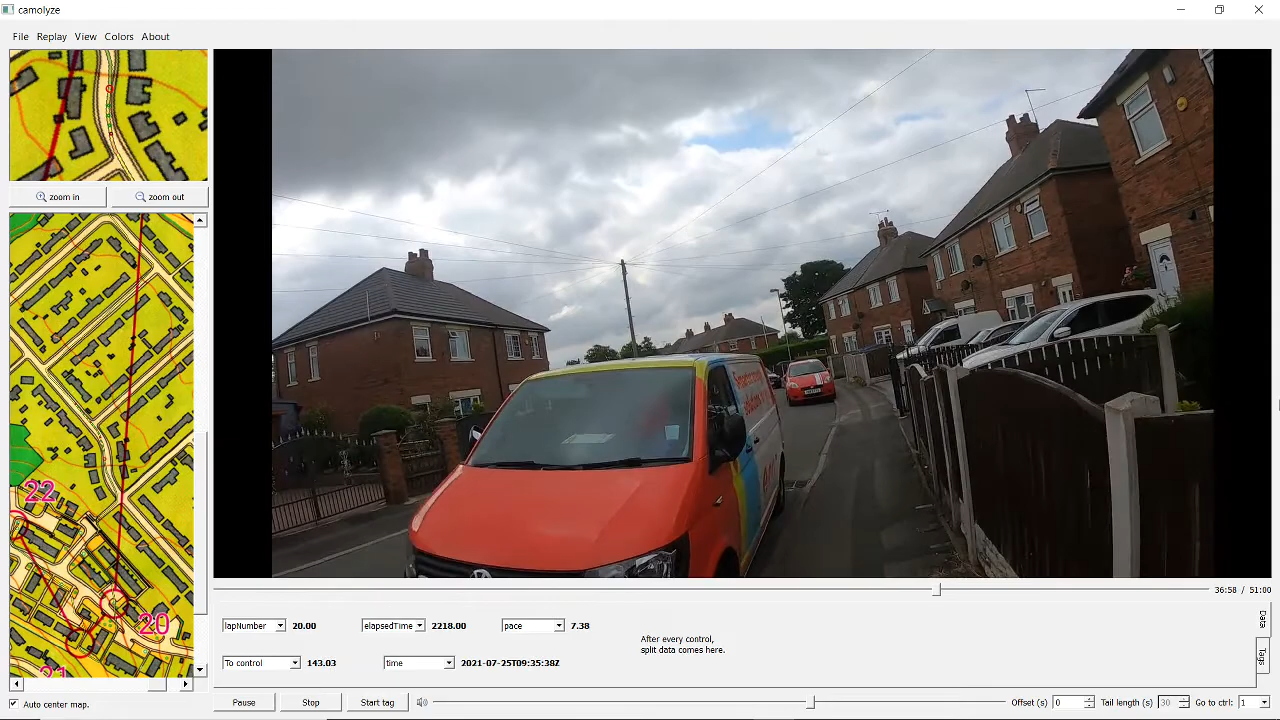 camolyze
File Replay View Colors About
zoom in zoom out
22
20
21
36:58 / 51:00
lapNumber 20.00 elapsedTime 2218.00 pace 7.38
After every control,
split data comes here.
To control 143.03 time 2021-07-25T09:35:38Z
Data
Tags
Auto center map.
Pause Stop Start tag Offset (s) 0 Tail length (s) 30 Go to ctrl: 1